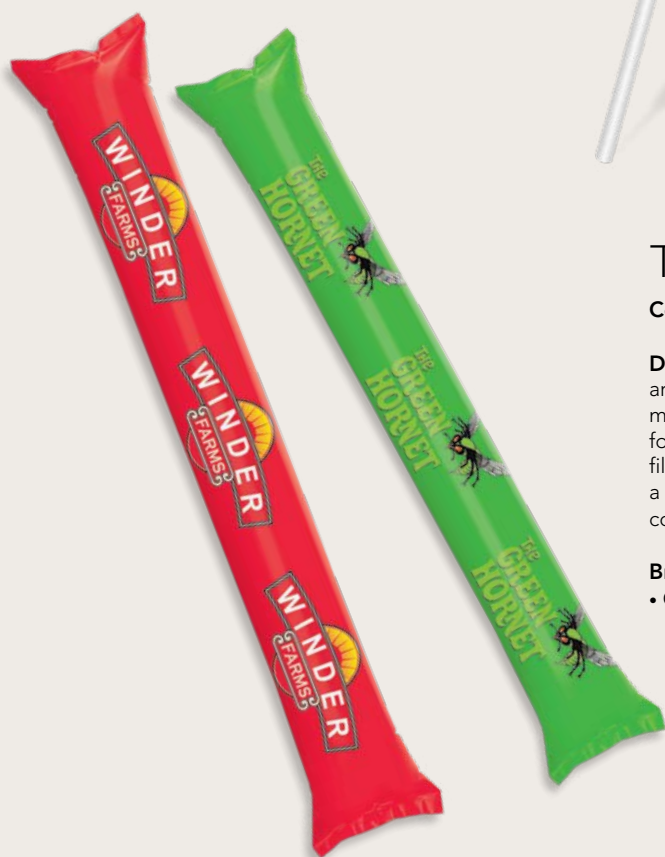 WINDER
FARMS
WINDER
FARMS
WINDER
FARMS
THE
GREEN
HORNET
THE
GREEN
HORNET
THE
GREEN
HORNET